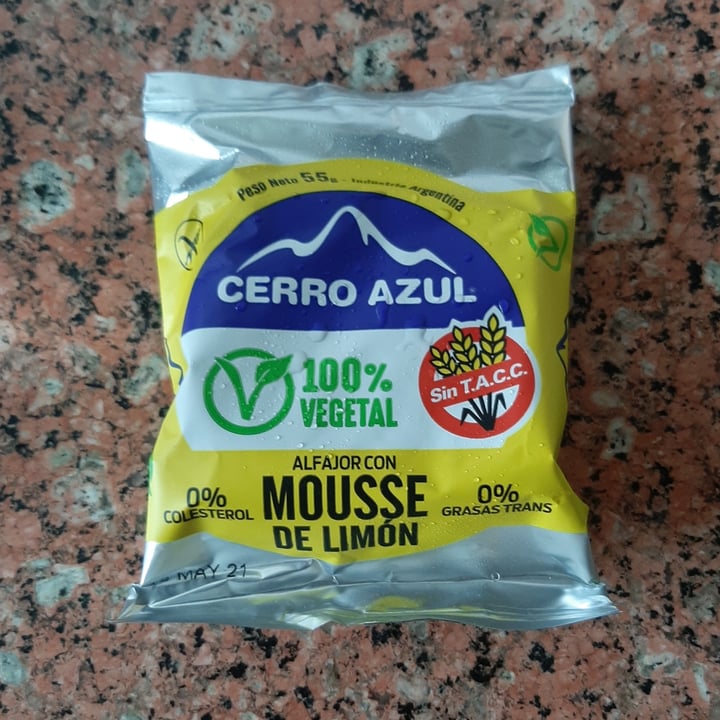 Peso Neto 55g - Industria Argentina
CERRO AZUL
100%
VEGETAL
Sin T.A.C.C.
ALFAJOR CON
MOUSSE
DE LIMÓN
0%
COLESTEROL
0%
GRASAS TRANS
MAY 21